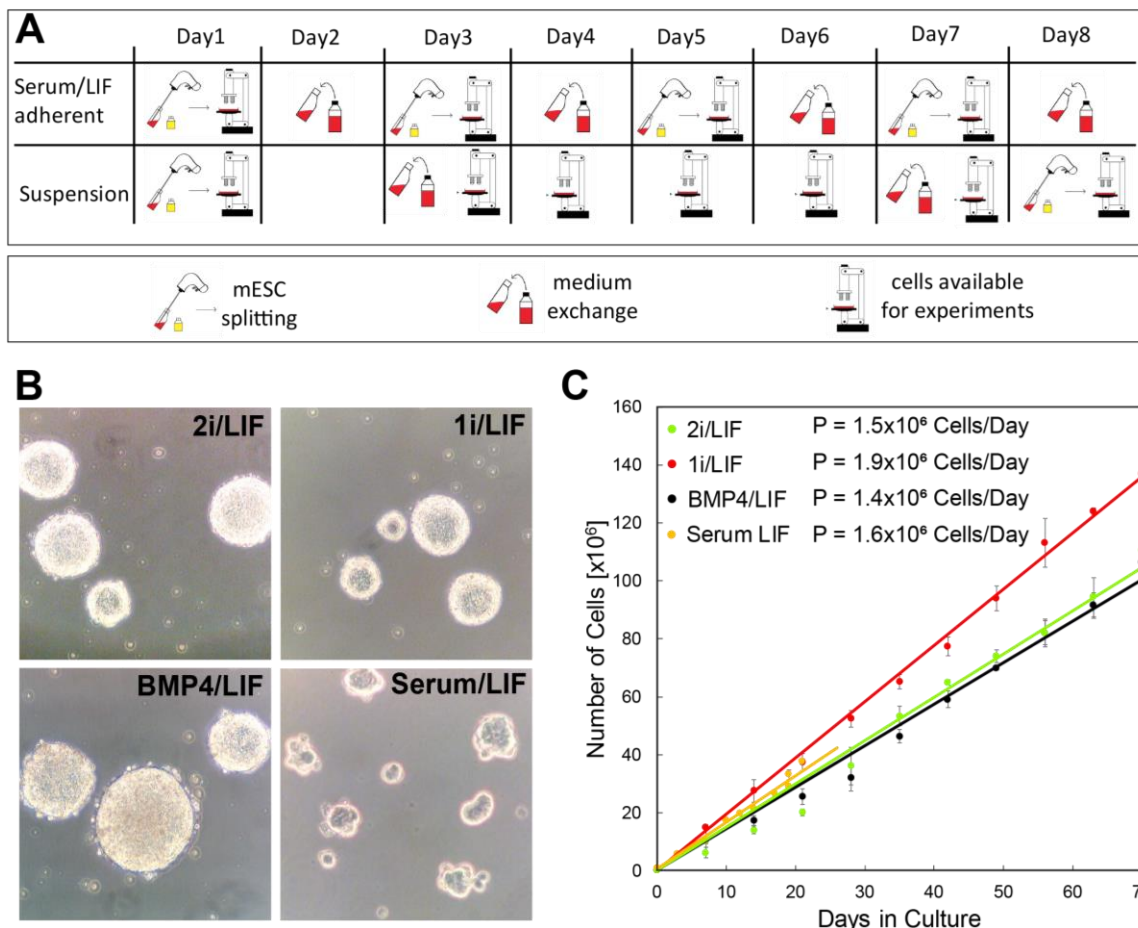 A
Day1 Day2 Day3 Day4 Day5 Day6 Day7 Day8
Serum/LIF
adherent
Suspension
mESC
splitting
medium
exchange
cells available
for experiments
B
2i/LIF
1i/LIF
BMP4/LIF
Serum/LIF
C
160
140
120
100
80
60
40
20
0
Number of Cells [x10⁶]
2i/LIF P = 1.5x10⁶ Cells/Day
1i/LIF P = 1.9x10⁶ Cells/Day
BMP4/LIF P = 1.4x10⁶ Cells/Day
Serum LIF P = 1.6x10⁶ Cells/Day
0 10 20 30 40 50 60
Days in Culture